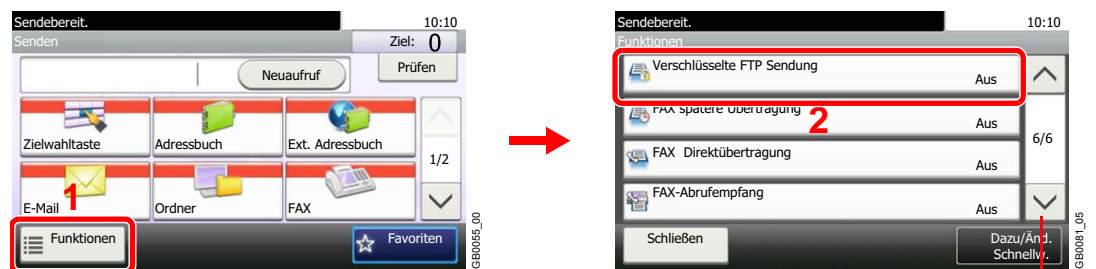 Sendebereit.
10:10
Senden
Ziel: 0
Neuaufruf
Prüfen
Zielwahltaste
Adressbuch
Ext. Adressbuch
1/2
E-Mail
1
Ordner
FAX
Funktionen
Favoriten
GB0055_00
Sendebereit.
10:10
Funktionen
Verschlüsselte FTP Sendung
Aus
FAX spätere Übertragung
2
Aus
6/6
FAX Direktübertragung
Aus
FAX-Abrufempfang
Aus
Schließen
Dazu/Änd.
Schnellw.
GB0081_05